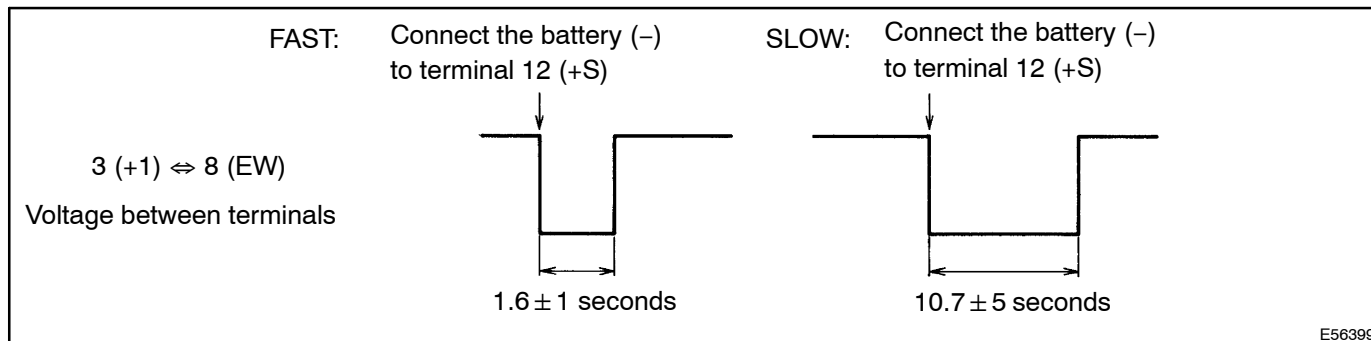 FAST:
Connect the battery (−)
to terminal 12 (+S)
SLOW:
Connect the battery (−)
to terminal 12 (+S)
3 (+1) ⇔ 8 (EW)
Voltage between terminals
1.6 ± 1 seconds
10.7 ± 5 seconds
E56399